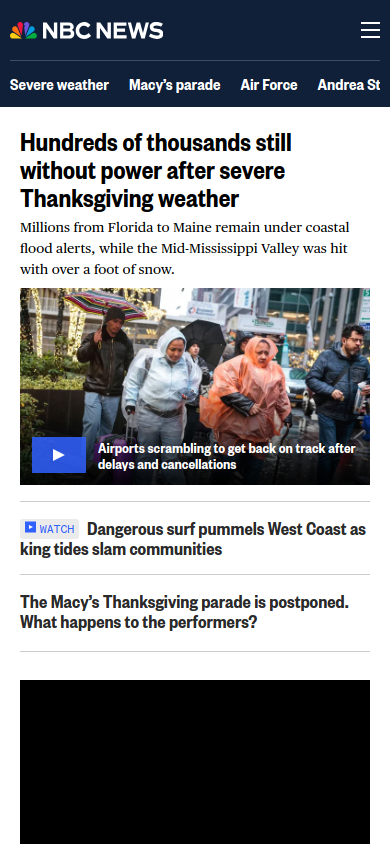 NBC NEWS
Severe weather
Macy's parade
Air Force
Andrea St
Hundreds of thousands still
without power after severe
Thanksgiving weather
Millions from Florida to Maine remain under coastal
flood alerts, while the Mid-Mississippi Valley was hit
with over a foot of snow.
Airports scrambling to get back on track after
delays and cancellations
WATCH Dangerous surf pummels West Coast as
king tides slam communities
The Macy’s Thanksgiving parade is postponed.
What happens to the performers?